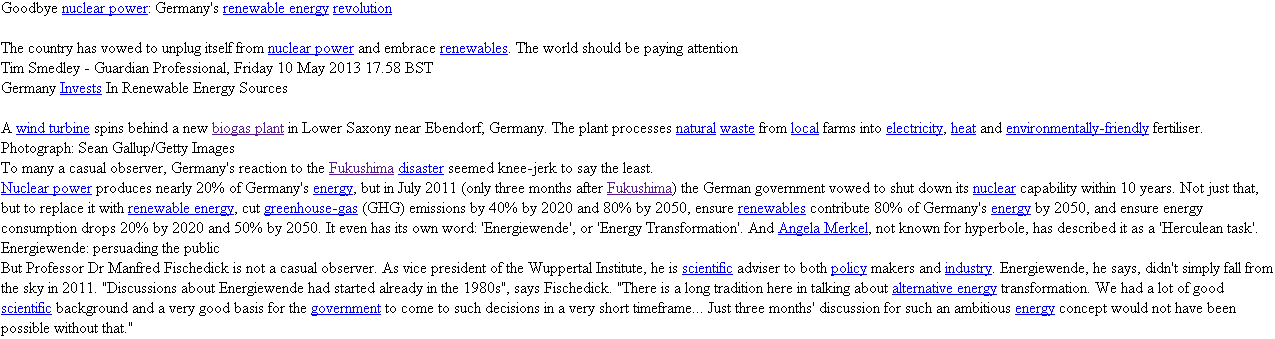 Goodbye nuclear power: Germany's renewable energy revolution
The country has vowed to unplug itself from nuclear power and embrace renewables. The world should be paying attention
Tim Smedley - Guardian Professional, Friday 10 May 2013 17.58 BST
Germany Invests In Renewable Energy Sources
A wind turbine spins behind a new biogas plant in Lower Saxony near Ebendorf, Germany. The plant processes natural waste from local farms into electricity, heat and environmentally-friendly fertiliser.
Photograph: Sean Gallup/Getty Images
To many a casual observer, Germany's reaction to the Fukushima disaster seemed knee-jerk to say the least.
Nuclear power produces nearly 20% of Germany's energy, but in July 2011 (only three months after Fukushima) the German government vowed to shut down its nuclear capability within 10 years. Not just that,
but to replace it with renewable energy, cut greenhouse-gas (GHG) emissions by 40% by 2020 and 80% by 2050, ensure renewables contribute 80% of Germany's energy by 2050, and ensure energy
consumption drops 20% by 2020 and 50% by 2050. It even has its own word: 'Energiewende', or 'Energy Transformation'. And Angela Merkel, not known for hyperbole, has described it as a 'Herculean task'.
Energiewende: persuading the public
But Professor Dr Manfred Fischedick is not a casual observer. As vice president of the Wuppertal Institute, he is scientific adviser to both policy makers and industry. Energiewende, he says, didn't simply fall from
the sky in 2011. "Discussions about Energiewende had started already in the 1980s", says Fischedick. "There is a long tradition here in talking about alternative energy transformation. We had a lot of good
scientific background and a very good basis for the government to come to such decisions in a very short timeframe... Just three months' discussion for such an ambitious energy concept would not have been
possible without that."